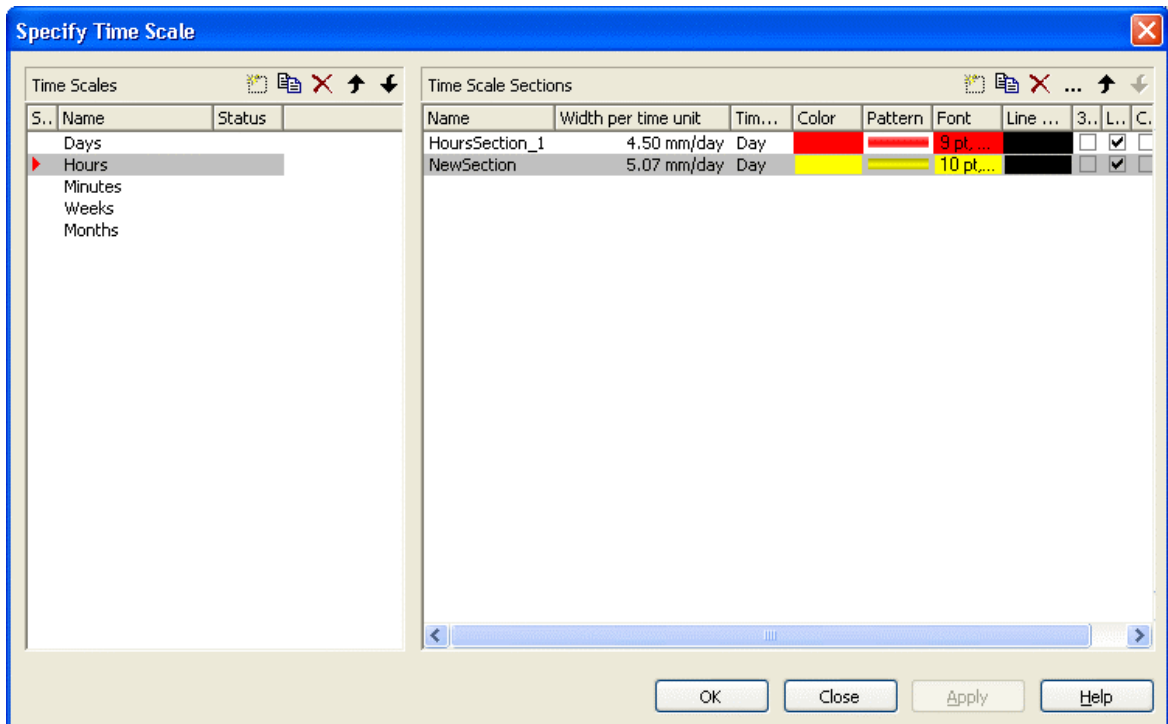 Specify Time Scale
Time Scales
Time Scale Sections
...
S.. Name Status
Name Width per time unit Tim... Color Pattern Font Line ... 3.. L.. C.
Days
Hours
Minutes
Weeks
Months
HoursSection_1 4.50 mm/day Day 9 pt, ...
NewSection 5.07 mm/day Day 10 pt,...
OK Close Apply Help